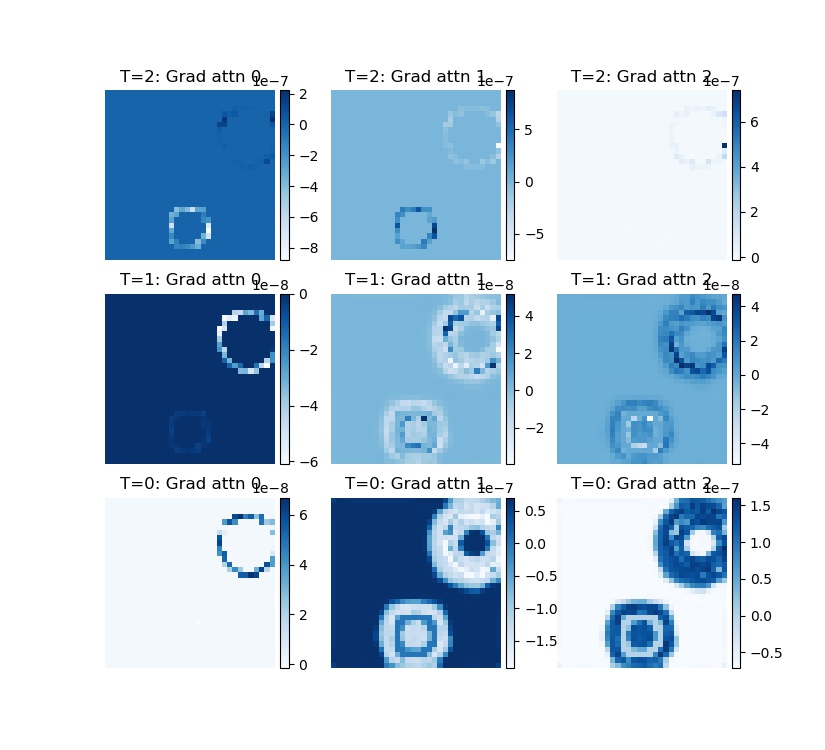 T=2: Grad attn 0 1e−7 T=2: Grad attn 1 1e−7 T=2: Grad attn 2 1e−7
2 0 −2 −4 −6 −8
5 0 −5
6 4 2 0
T=1: Grad attn 0 1e−8 T=1: Grad attn 1 1e−8 T=1: Grad attn 2 1e−8
0 −2 −4 −6
4 2 0 −2
4 2 0 −2 −4
T=0: Grad attn 0 1e−8 T=0: Grad attn 1 1e−7 T=0: Grad attn 2 1e−7
6 4 2 0
0.5 0.0 −0.5 −1.0 −1.5
1.5 1.0 0.5 0.0 −0.5